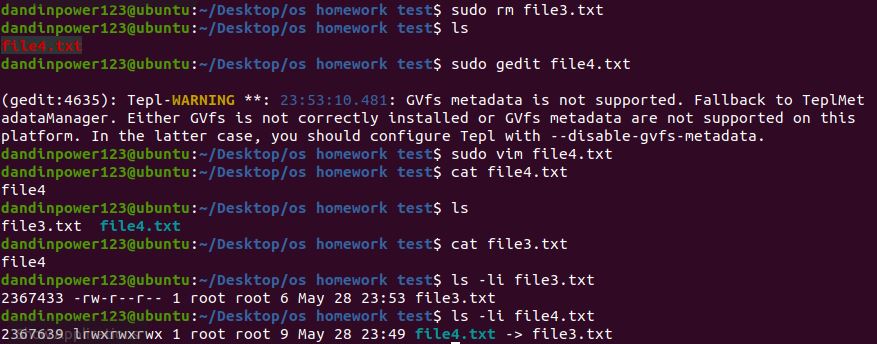 dandinpower123@ubuntu:~/Desktop/os homework test$ sudo rm file3.txt
dandinpower123@ubuntu:~/Desktop/os homework test$ ls
file4.txt
dandinpower123@ubuntu:~/Desktop/os homework test$ sudo gedit file4.txt

(gedit:4635): Tepl-WARNING **: 23:53:10.481: GVfs metadata is not supported. Fallback to TeplMet
adataManager. Either GVfs is not correctly installed or GVfs metadata are not supported on this
platform. In the latter case, you should configure Tepl with --disable-gvfs-metadata.
dandinpower123@ubuntu:~/Desktop/os homework test$ sudo vim file4.txt
dandinpower123@ubuntu:~/Desktop/os homework test$ cat file4.txt
file4
dandinpower123@ubuntu:~/Desktop/os homework test$ ls
file3.txt  file4.txt
dandinpower123@ubuntu:~/Desktop/os homework test$ cat file3.txt
file4
dandinpower123@ubuntu:~/Desktop/os homework test$ ls -li file3.txt
2367433 -rw-r--r-- 1 root root 6 May 28 23:53 file3.txt
dandinpower123@ubuntu:~/Desktop/os homework test$ ls -li file4.txt
2367639 lrwxrwxrwx 1 root root 9 May 28 23:49 file4.txt -> file3.txt